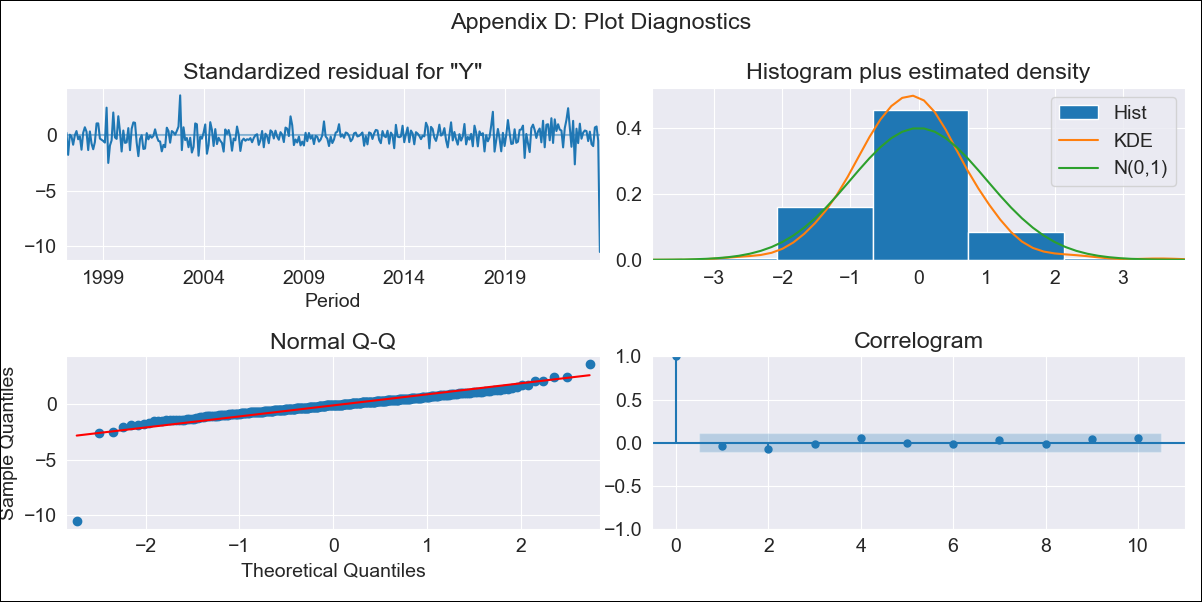 Appendix D: Plot Diagnostics
Standardized residual for "Y"
0
−5
−10
1999 2004 2009 2014 2019
Period
Histogram plus estimated density
Hist
KDE
N(0,1)
0.4
0.2
0.0
−3 −2 −1 0 1 2 3
Normal Q-Q
Sample Quantiles
0
−5
−10
−2 −1 0 1 2
Theoretical Quantiles
Correlogram
1.0
0.5
0.0
−0.5
−1.0
0 2 4 6 8 10